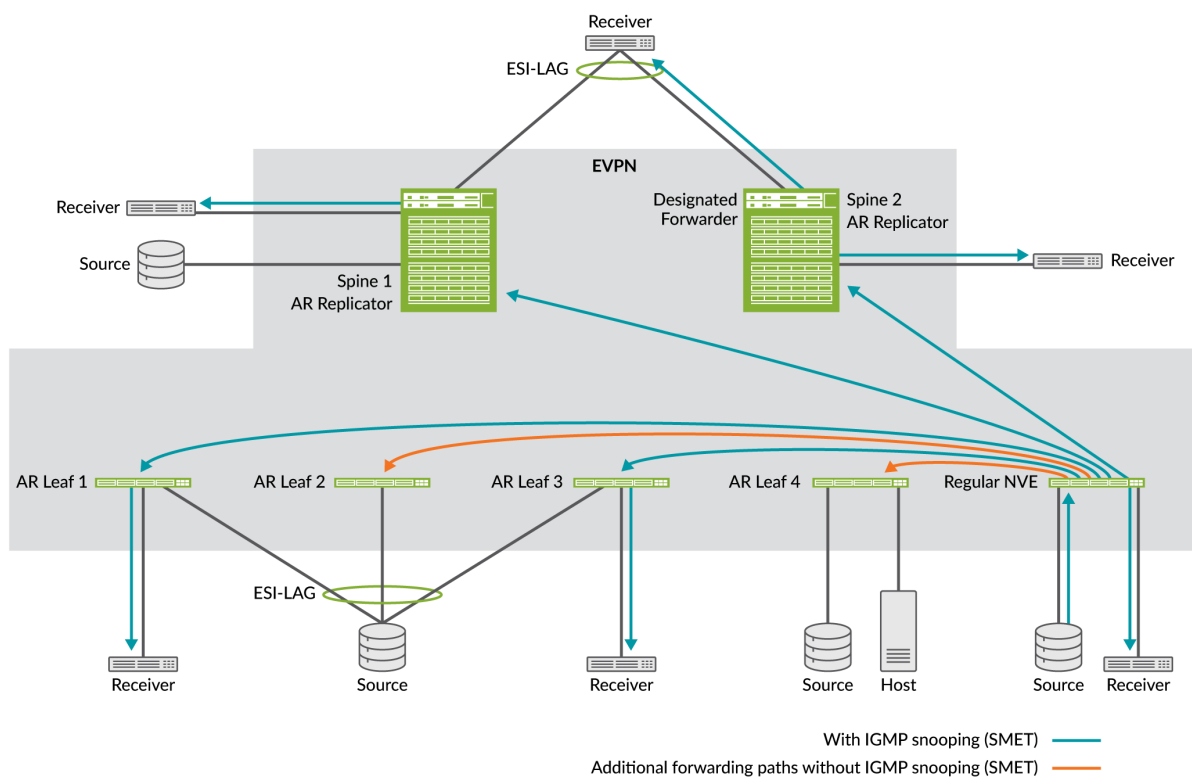 Receiver
ESI-LAG
EVPN
Receiver
Source
Spine 1
AR Replicator
Designated
Forwarder
Spine 2
AR Replicator
Receiver
AR Leaf 1
AR Leaf 2
AR Leaf 3
AR Leaf 4
Regular NVE
ESI-LAG
Receiver
Source
Receiver
Source
Host
Source
Receiver
With IGMP snooping (SMET)
Additional forwarding paths without IGMP snooping (SMET)